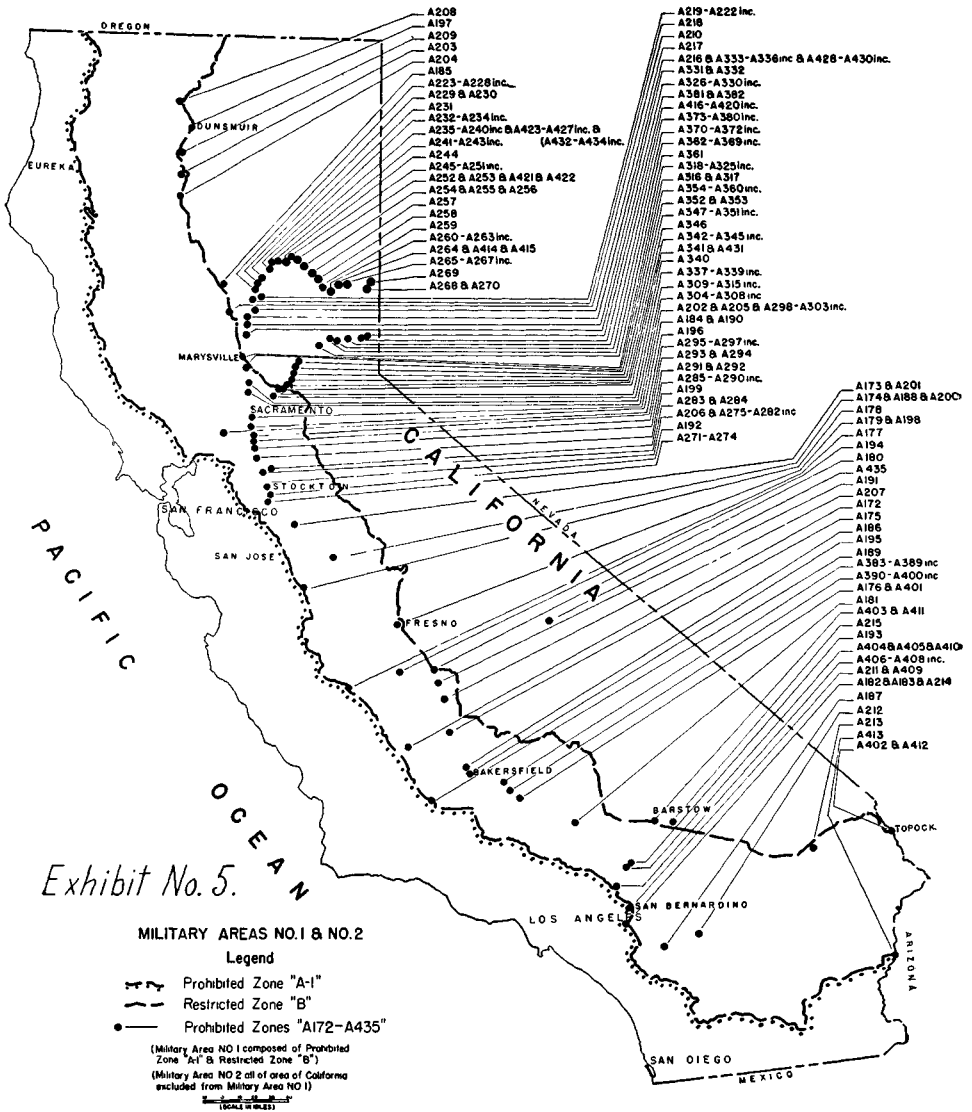 OREGON
DUNSMUIR
EUREKA
MARYSVILLE
SACRAMENTO
STOCKTON
SAN FRANCISCO
SAN JOSE
FRESNO
BAKERSFIELD
BARSTOW
TOPOCK
SAN BERNARDINO
LOS ANGELES
SAN DIEGO
MEXICO
ARIZONA
NEVADA
CALIFORNIA
PACIFIC
OCEAN
A208
A197
A209
A203
A204
A185
A223-A228 inc.
A229 & A230
A231
A232-A234 inc.
A235-A240 inc & A423-A427 inc. &
A241-A243 inc. (A432-A434 inc.
A244
A245-A251 inc.
A252 & A253 & A421 & A422
A254 & A255 & A256
A257
A258
A259
A260-A263 inc.
A264 & A414 & A415
A265-A267 inc.
A269
A268 & A270
A219-A222 inc.
A218
A210
A217
A216 & A333-A336 inc & A428-A430 inc.
A331 & A332
A326-A330 inc.
A381 & A382
A416-A420 inc.
A373-A380 inc.
A370-A372 inc.
A362-A369 inc.
A361
A318-A325 inc.
A316 & A317
A354-A360 inc.
A352 & A353
A347-A351 inc.
A346
A342-A345 inc.
A341 & A431
A340
A337-A339 inc.
A309-A315 inc.
A304-A308 inc
A202 & A205 & A298-A303 inc.
A184 & A190
A196
A295-A297 inc.
A293 & A294
A291 & A292
A285-A290 inc.
A199
A283 & A284
A206 & A275-A282 inc
A192
A271-A274
A173 & A201
A174 & A188 & A200
A178
A179 & A198
A177
A194
A180
A435
A191
A207
A172
A175
A186
A195
A189
A383-A389 inc
A390-A400 inc
A176 & A401
A181
A403 & A411
A215
A193
A404 & A405 & A410
A406-A408 inc.
A211 & A409
A182 & A183 & A214
A187
A212
A213
A413
A402 & A412
Exhibit No. 5.
MILITARY AREAS NO. 1 & NO. 2
Legend
Prohibited Zone "A-1"
Restricted Zone "B"
Prohibited Zones "A172-A435"
(Military Area NO 1 composed of Prohibited
Zone "A-1" & Restricted Zone "B")
(Military Area NO 2 all of area of California
excluded from Military Area NO 1)
(SCALE IN MILES)